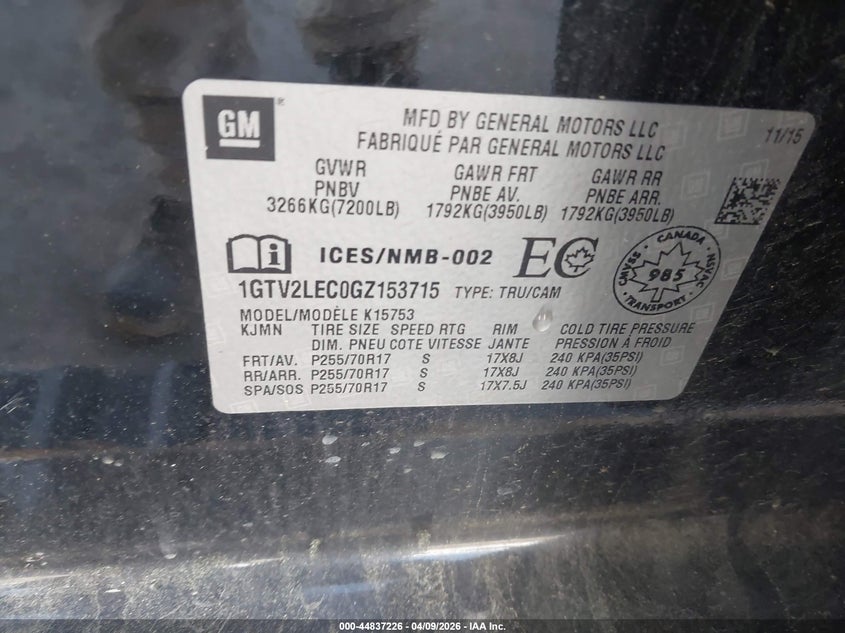 GM
MFD BY GENERAL MOTORS LLC
FABRIQUÉ PAR GENERAL MOTORS LLC
11/15
GVWR GAWR FRT GAWR RR
PNBV PNBE AV. PNBE ARR.
3266KG(7200LB) 1792KG(3950LB) 1792KG(3950LB)
ICES/NMB-002 EC
CANADA
CMVSS 985 NSVAC
TRANSPORT
1GTV2LEC0GZ153715 TYPE: TRU/CAM
MODEL/MODÈLE K15753
KJMN TIRE SIZE SPEED RTG RIM COLD TIRE PRESSURE
DIM. PNEU COTE VITESSE JANTE PRESSION À FROID
FRT/AV. P255/70R17 S 17X8J 240 KPA(35PSI)
RR/ARR. P255/70R17 S 17X8J 240 KPA(35PSI)
SPA/SOS P255/70R17 S 17X7.5J 240 KPA(35PSI)
000-44837226 - 04/09/2026 - IAA Inc.